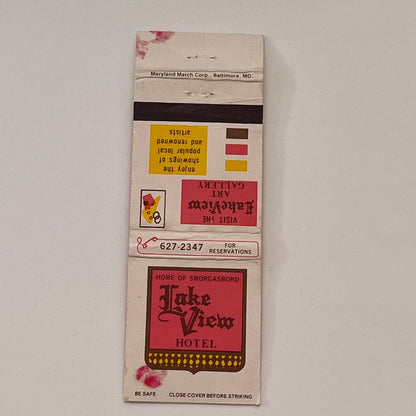 Maryland Match Corp., Baltimore, MD.
enjoy the
showings of
popular local
and renowned
artists
VISIT THE
LakeView
ART
GALLERY
627-2347
FOR
RESERVATIONS
HOME OF SMORGASBORD
Lake
View
HOTEL
BE SAFE CLOSE COVER BEFORE STRIKING